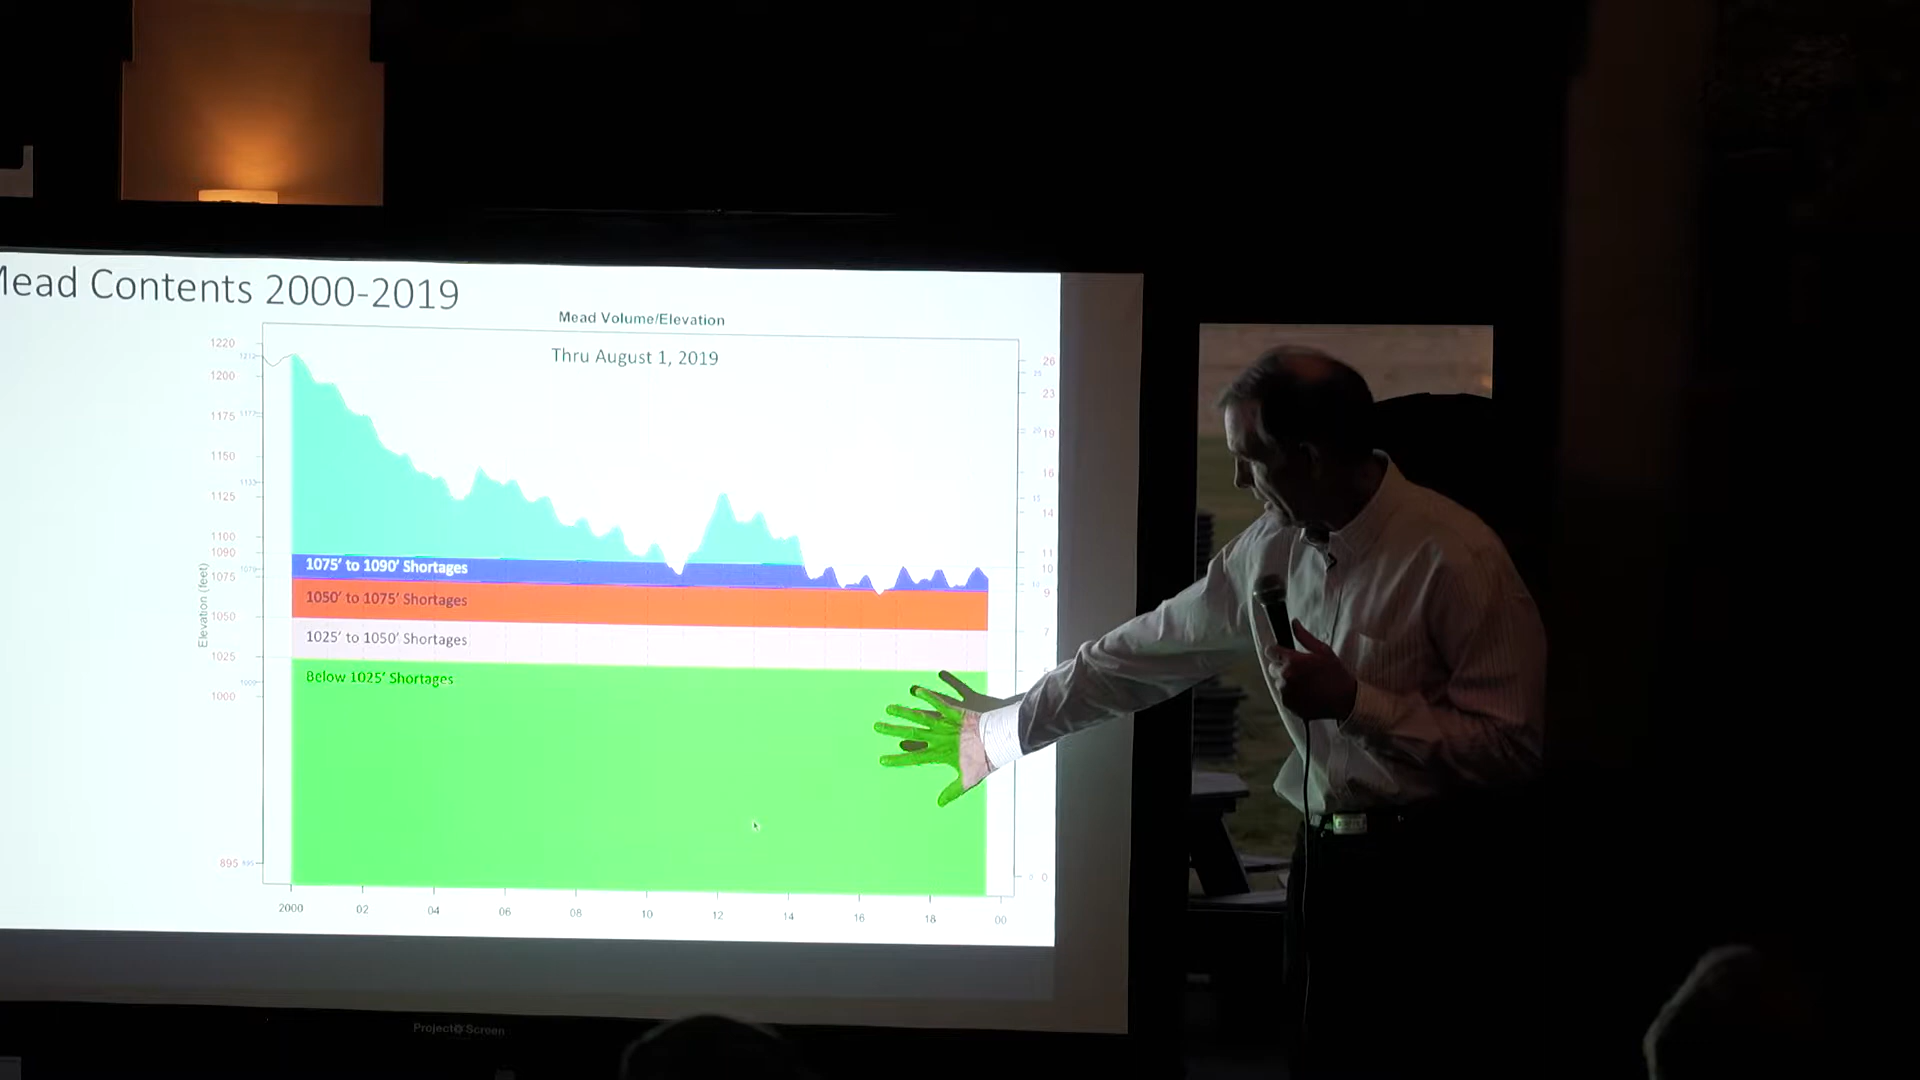 Mead Contents 2000-2019
Mead Volume/Elevation
Thru August 1, 2019
1220
1200
1175
1150
1125
1100
1090
1075
1050
1025
1000
895
Elevation (feet)
26
23
19
16
14
11
10
9
7
0
1075' to 1090' Shortages
1050' to 1075' Shortages
1025' to 1050' Shortages
Below 1025' Shortages
2000 02 04 06 08 10 12 14 16 18 00
Project Screen